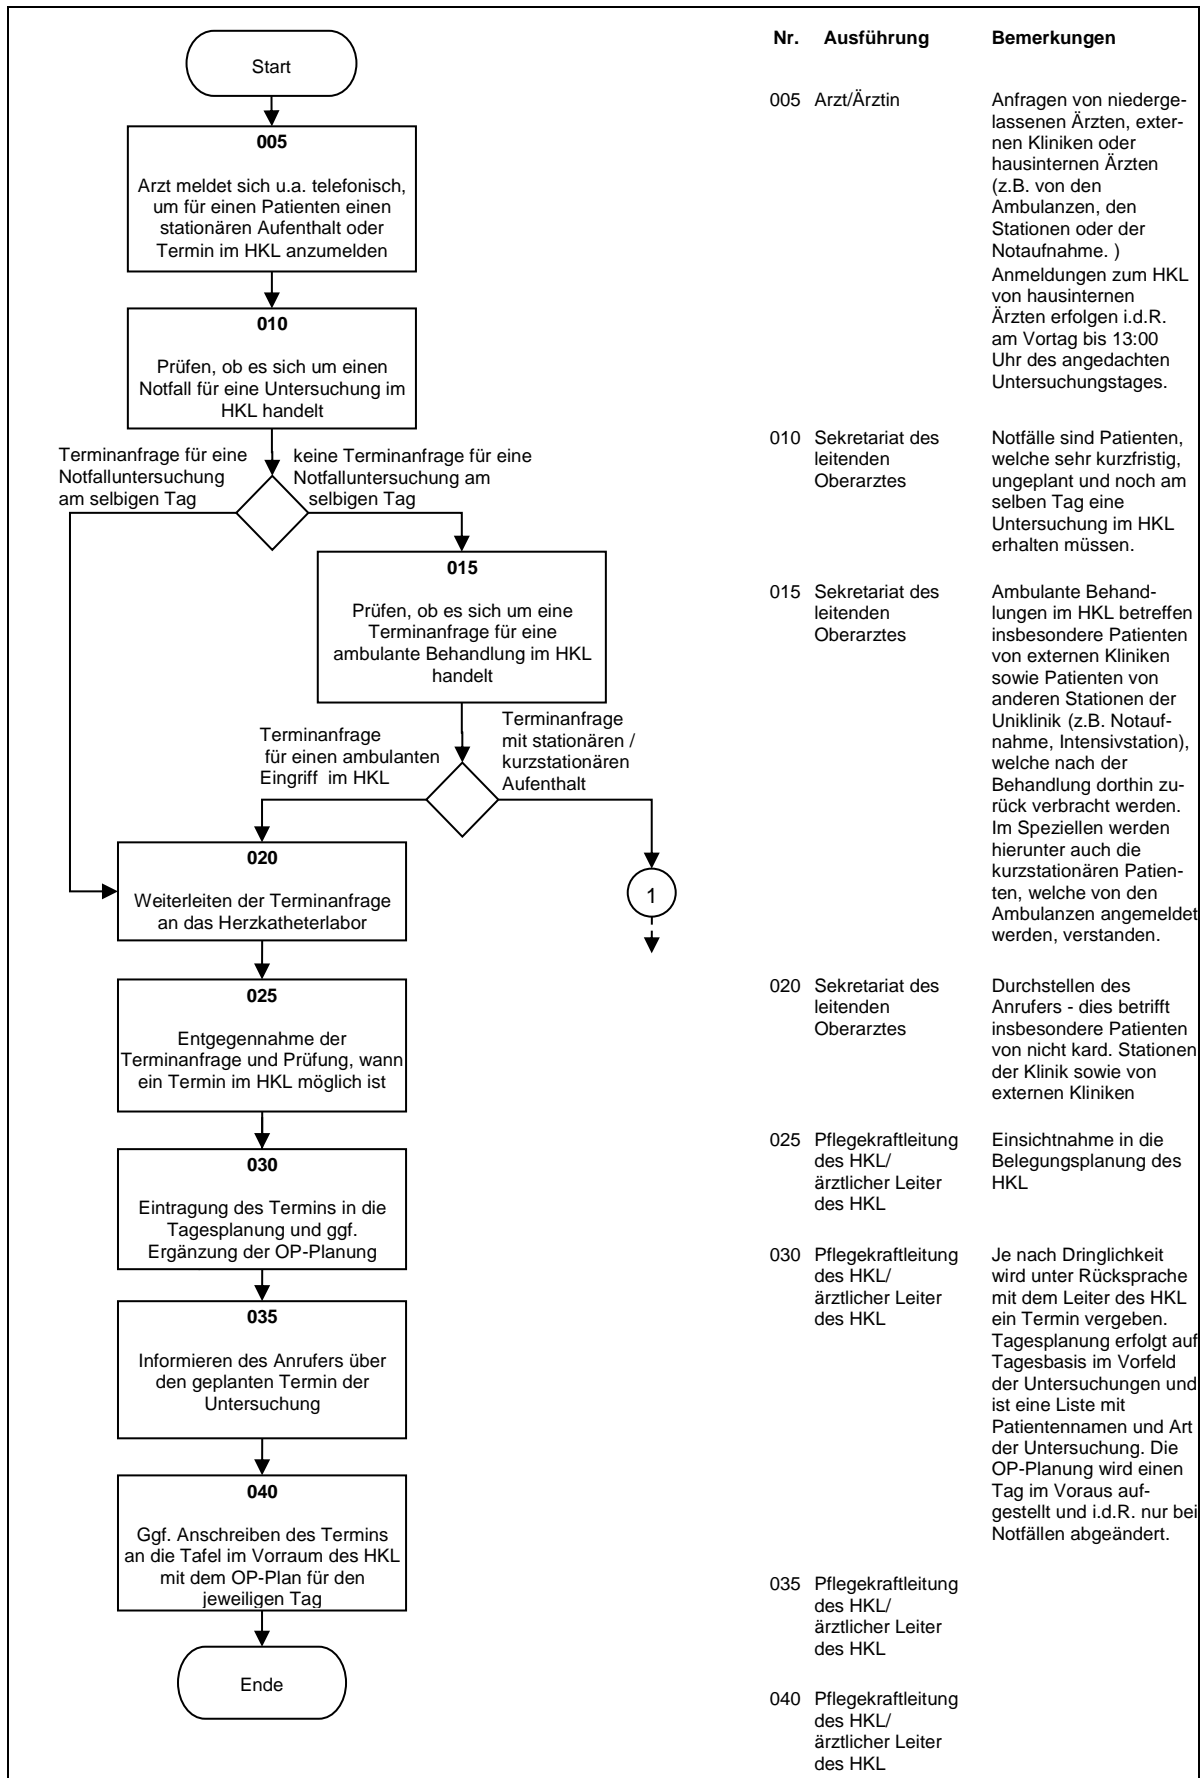 Start
005
Arzt meldet sich u.a. telefonisch,
um für einen Patienten einen
stationären Aufenthalt oder
Termin im HKL anzumelden
010
Prüfen, ob es sich um einen
Notfall für eine Untersuchung im
HKL handelt
Terminanfrage für eine
Notfalluntersuchung
am selbigen Tag
keine Terminanfrage für eine
Notfalluntersuchung am
selbigen Tag
015
Prüfen, ob es sich um eine
Terminanfrage für eine
ambulante Behandlung im HKL
handelt
Terminanfrage
für einen ambulanten
Eingriff im HKL
Terminanfrage
mit stationären /
kurzstationären
Aufenthalt
1
020
Weiterleiten der Terminanfrage
an das Herzkatheterlabor
025
Entgegennahme der
Terminanfrage und Prüfung, wann
ein Termin im HKL möglich ist
030
Eintragung des Termins in die
Tagesplanung und ggf.
Ergänzung der OP-Planung
035
Informieren des Anrufers über
den geplanten Termin der
Untersuchung
040
Ggf. Anschreiben des Termins
an die Tafel im Vorraum des HKL
mit dem OP-Plan für den
jeweiligen Tag
Ende
Nr. Ausführung Bemerkungen
005 Arzt/Ärztin
Anfragen von niederge-
lassenen Ärzten, exter-
nen Kliniken oder
hausinternen Ärzten
(z.B. von den
Ambulanzen, den
Stationen oder der
Notaufnahme. )
Anmeldungen zum HKL
von hausinternen
Ärzten erfolgen i.d.R.
am Vortag bis 13:00
Uhr des angedachten
Untersuchungstages.
010 Sekretariat des
leitenden
Oberarztes
Notfälle sind Patienten,
welche sehr kurzfristig,
ungeplant und noch am
selben Tag eine
Untersuchung im HKL
erhalten müssen.
015 Sekretariat des
leitenden
Oberarztes
Ambulante Behand-
lungen im HKL betreffen
insbesondere Patienten
von externen Kliniken
sowie Patienten von
anderen Stationen der
Uniklinik (z.B. Notauf-
nahme, Intensivstation),
welche nach der
Behandlung dorthin zu-
rück verbracht werden.
Im Speziellen werden
hierunter auch die
kurzstationären Patien-
ten, welche von den
Ambulanzen angemeldet
werden, verstanden.
020 Sekretariat des
leitenden
Oberarztes
Durchstellen des
Anrufers - dies betrifft
insbesondere Patienten
von nicht kard. Stationen
der Klinik sowie von
externen Kliniken
025 Pflegekraftleitung
des HKL/
ärztlicher Leiter
des HKL
Einsichtnahme in die
Belegungsplanung des
HKL
030 Pflegekraftleitung
des HKL/
ärztlicher Leiter
des HKL
Je nach Dringlichkeit
wird unter Rücksprache
mit dem Leiter des HKL
ein Termin vergeben.
Tagesplanung erfolgt auf
Tagesbasis im Vorfeld
der Untersuchungen und
ist eine Liste mit
Patientennamen und Art
der Untersuchung. Die
OP-Planung wird einen
Tag im Voraus auf-
gestellt und i.d.R. nur bei
Notfällen abgeändert.
035 Pflegekraftleitung
des HKL/
ärztlicher Leiter
des HKL
040 Pflegekraftleitung
des HKL/
ärztlicher Leiter
des HKL